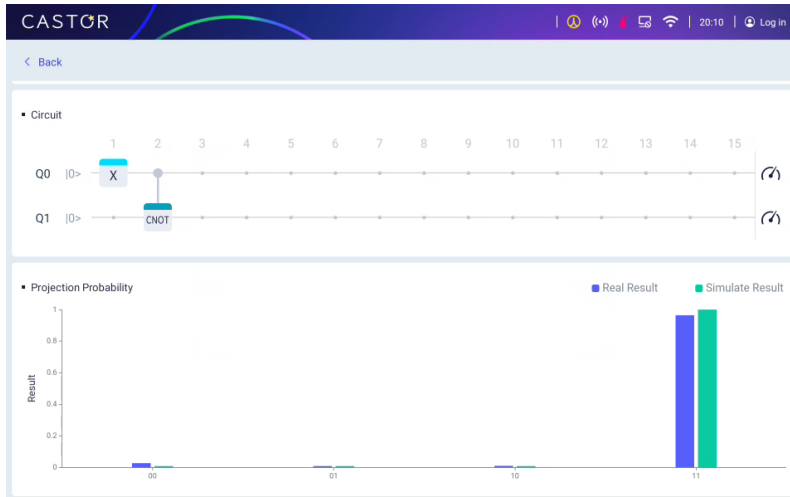 CASTOR 20:10 Log in
< Back
Circuit
1 2 3 4 5 6 7 8 9 10 11 12 13 14 15
Q0 |0> X
Q1 |0> CNOT
Projection Probability
Real Result Simulate Result
1
0.8
0.6
0.4
0.2
0
Result
00 01 10 11